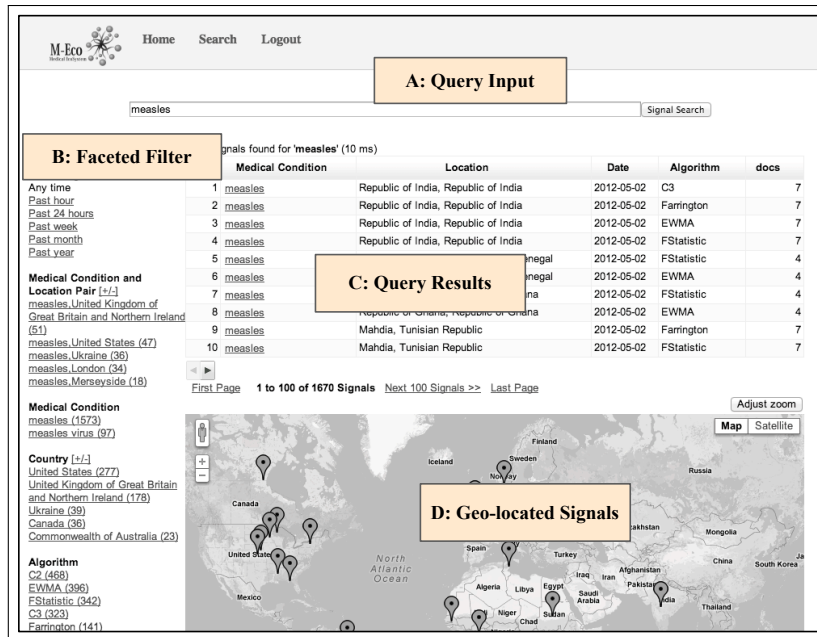 M-Eco
Medical EcoSystem
Home Search Logout
A: Query Input
measles
Signal Search
B: Faceted Filter
gnals found for 'measles' (10 ms)
Medical Condition Location Date Algorithm docs
1 measles Republic of India, Republic of India 2012-05-02 C3 7
2 measles Republic of India, Republic of India 2012-05-02 Farrington 7
3 measles Republic of India, Republic of India 2012-05-02 EWMA 7
4 measles Republic of India, Republic of India 2012-05-02 FStatistic 7
5 measles enegal 2012-05-02 FStatistic 4
6 measles enegal 2012-05-02 EWMA 4
7 measles na 2012-05-02 FStatistic 4
8 measles Republic of Ghana, Republic of Ghana 2012-05-02 EWMA 4
9 measles Mahdia, Tunisian Republic 2012-05-02 Farrington 7
10 measles Mahdia, Tunisian Republic 2012-05-02 FStatistic 7
C: Query Results
First Page 1 to 100 of 1670 Signals Next 100 Signals >> Last Page
Any time
Past hour
Past 24 hours
Past week
Past month
Past year
Medical Condition and
Location Pair [+/-]
measles,United Kingdom of
Great Britain and Northern Ireland
(51)
measles,United States (47)
measles,Ukraine (36)
measles,London (34)
measles,Merseyside (18)
Medical Condition
measles (1573)
measles virus (97)
Country [+/-]
United States (277)
United Kingdom of Great Britain
and Northern Ireland (178)
Ukraine (39)
Canada (36)
Commonwealth of Australia (23)
Algorithm
C2 (468)
EWMA (396)
FStatistic (342)
C3 (323)
Farrington (141)
Adjust zoom
Map Satellite
D: Geo-located Signals
Finland
Iceland
Sweden
Norway
Russia
Canada
zakhstan
Mongolia
United States
Spain
Turkey
China
Ja
South Korea
North
Atlantic
Ocean
Afghanistan
Iraq
Iran
Pakistan
Algeria
Libya
Egypt
Saudi
Arabia
India
Mexico
Niger
Sudan
Chad
Thailand